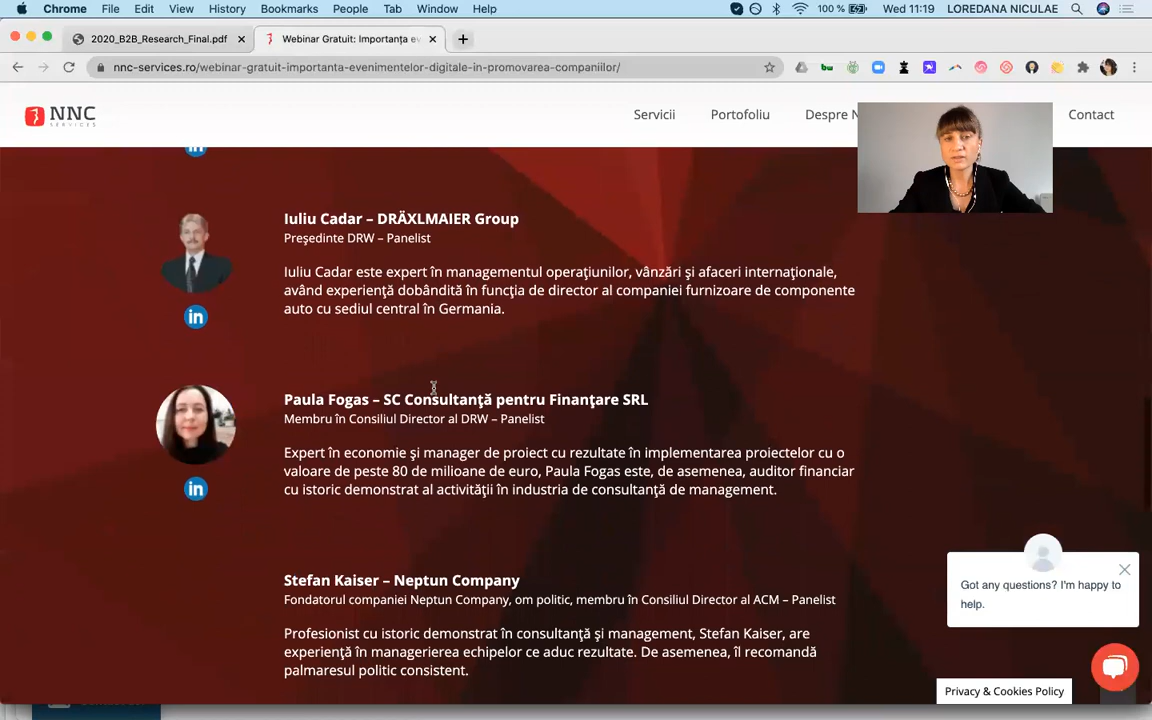 Chrome File Edit View History Bookmarks People Tab Window Help 100 % Wed 11:19 LOREDANA NICULAE
2020_B2B_Research_Final.pdf
Webinar Gratuit: Importanța ev
nnc-services.ro/webinar-gratuit-importanta-evenimentelor-digitale-in-promovarea-companiilor/
NNC
SERVICES
Servicii Portofoliu Despre N Contact
in
Iuliu Cadar – DRÄXLMAIER Group
Președinte DRW – Panelist
Iuliu Cadar este expert în managementul operațiunilor, vânzări și afaceri internaționale,
având experiență dobândită în funcția de director al companiei furnizoare de componente
auto cu sediul central în Germania.
in
Paula Fogas – SC Consultanță pentru Finanțare SRL
Membru în Consiliul Director al DRW – Panelist
Expert în economie și manager de proiect cu rezultate în implementarea proiectelor cu o
valoare de peste 80 de milioane de euro, Paula Fogas este, de asemenea, auditor financiar
cu istoric demonstrat al activității în industria de consultanță de management.
in
Stefan Kaiser – Neptun Company
Fondatorul companiei Neptun Company, om politic, membru în Consiliul Director al ACM – Panelist
Profesionist cu istoric demonstrat în consultanță și management, Stefan Kaiser, are
experiență în managerierea echipelor ce aduc rezultate. De asemenea, îl recomandă
palmaresul politic consistent.
Got any questions? I'm happy to
help.
Privacy & Cookies Policy